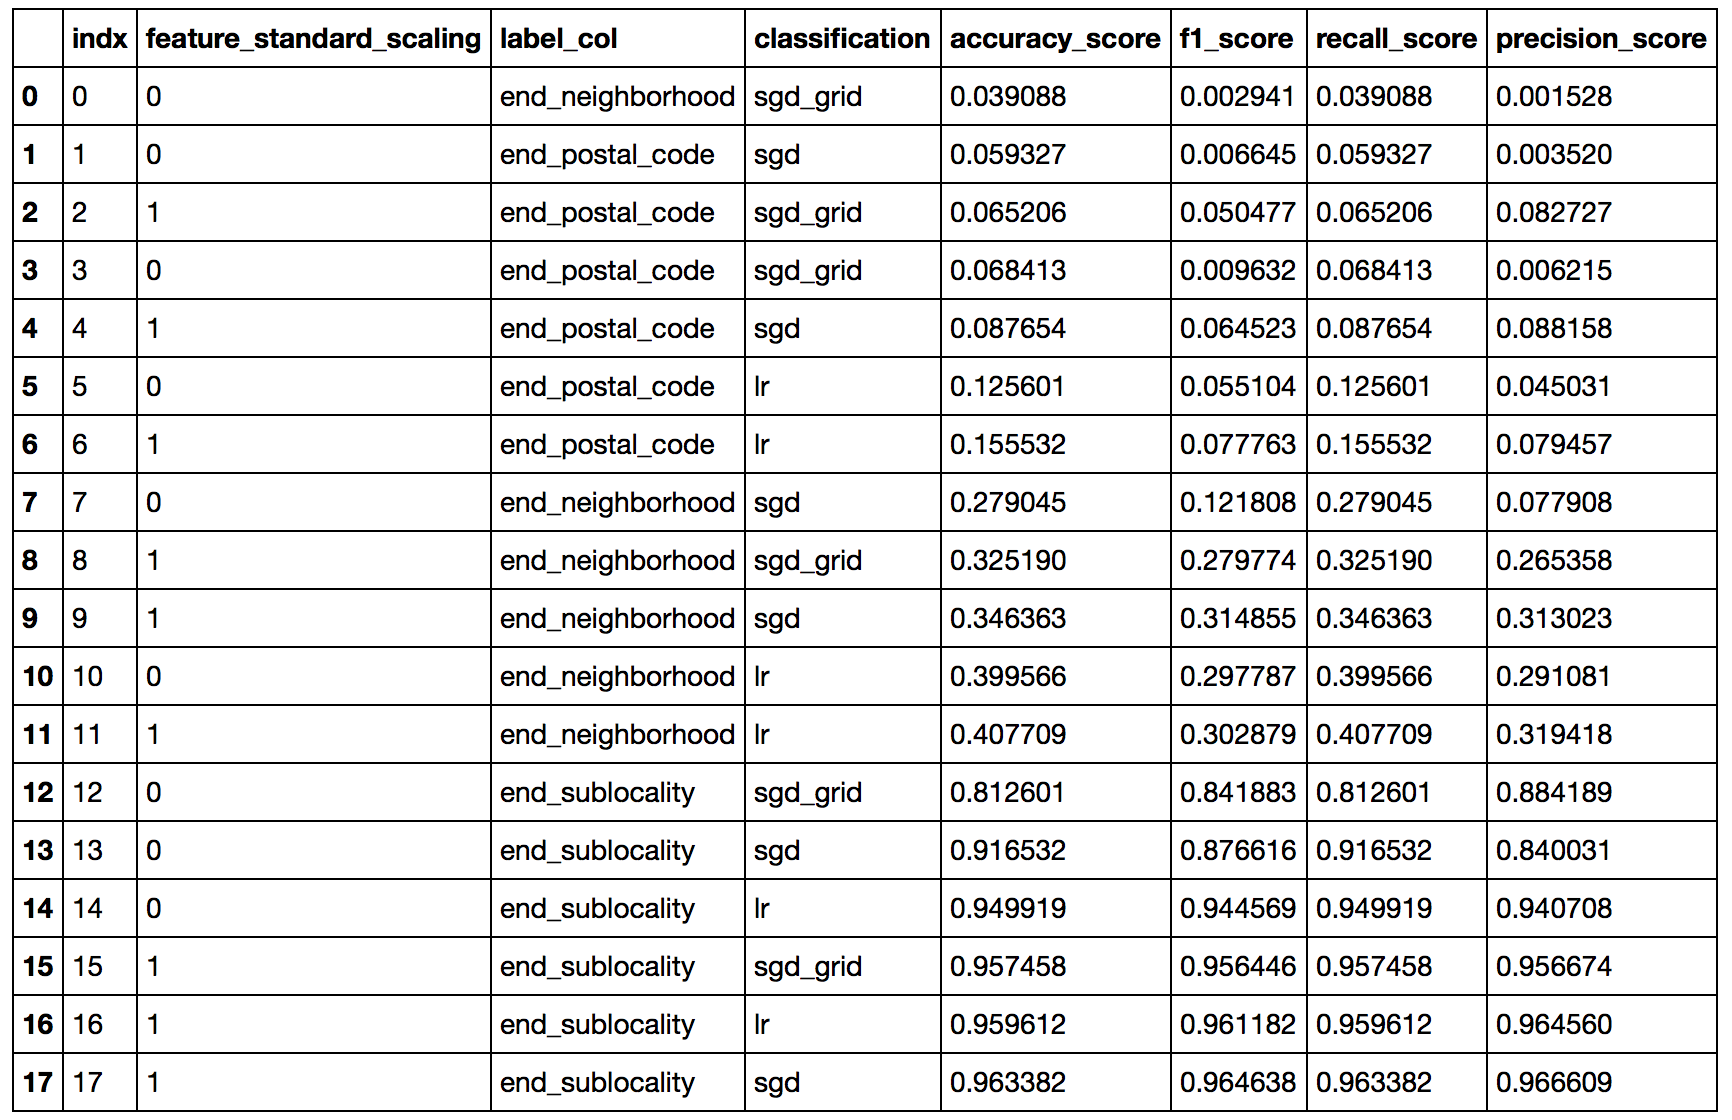 indx feature_standard_scaling label_col classification accuracy_score f1_score recall_score precision_score
0 0 0 end_neighborhood sgd_grid 0.039088 0.002941 0.039088 0.001528
1 1 0 end_postal_code sgd 0.059327 0.006645 0.059327 0.003520
2 2 1 end_postal_code sgd_grid 0.065206 0.050477 0.065206 0.082727
3 3 0 end_postal_code sgd_grid 0.068413 0.009632 0.068413 0.006215
4 4 1 end_postal_code sgd 0.087654 0.064523 0.087654 0.088158
5 5 0 end_postal_code lr 0.125601 0.055104 0.125601 0.045031
6 6 1 end_postal_code lr 0.155532 0.077763 0.155532 0.079457
7 7 0 end_neighborhood sgd 0.279045 0.121808 0.279045 0.077908
8 8 1 end_neighborhood sgd_grid 0.325190 0.279774 0.325190 0.265358
9 9 1 end_neighborhood sgd 0.346363 0.314855 0.346363 0.313023
10 10 0 end_neighborhood lr 0.399566 0.297787 0.399566 0.291081
11 11 1 end_neighborhood lr 0.407709 0.302879 0.407709 0.319418
12 12 0 end_sublocality sgd_grid 0.812601 0.841883 0.812601 0.884189
13 13 0 end_sublocality sgd 0.916532 0.876616 0.916532 0.840031
14 14 0 end_sublocality lr 0.949919 0.944569 0.949919 0.940708
15 15 1 end_sublocality sgd_grid 0.957458 0.956446 0.957458 0.956674
16 16 1 end_sublocality lr 0.959612 0.961182 0.959612 0.964560
17 17 1 end_sublocality sgd 0.963382 0.964638 0.963382 0.966609